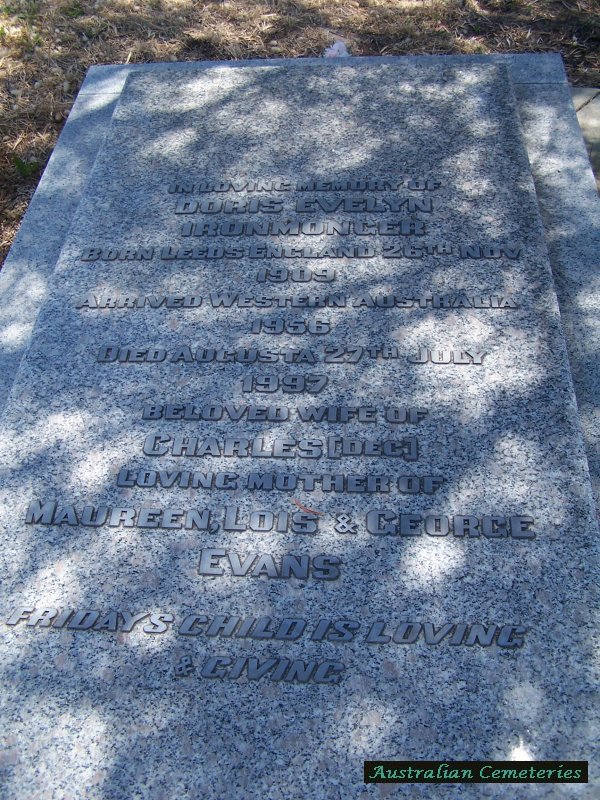 IN LOVING MEMORY OF
DORIS EVELYN
IRONMONGER
BORN LEEDS ENGLAND 26TH NOV
1909
ARRIVED WESTERN AUSTRALIA
1956
DIED AUGUSTA 27TH JULY
1997
BELOVED WIFE OF
CHARLES [DEC]
LOVING MOTHER OF
MAUREEN, LOIS & GEORGE
EVANS
FRIDAY'S CHILD IS LOVING
& GIVING
Australian Cemeteries